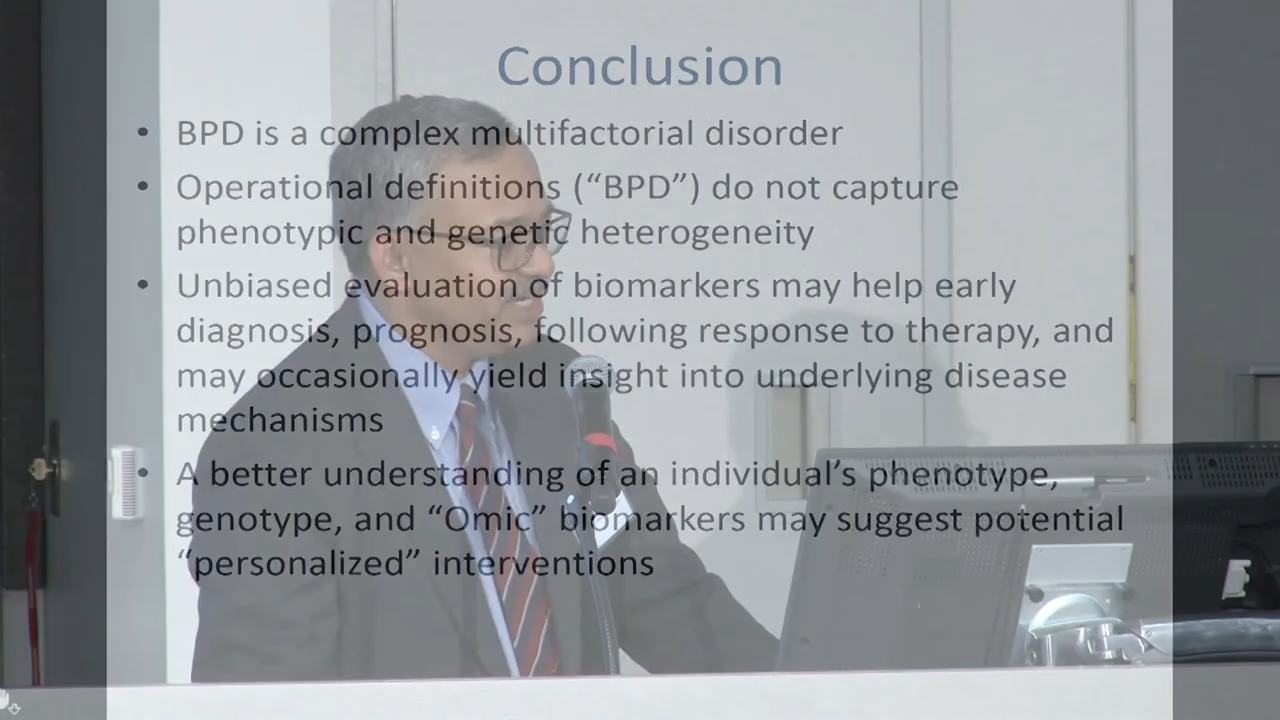 Conclusion
• BPD is a complex multifactorial disorder
• Operational definitions (“BPD”) do not capture
phenotypic and genetic heterogeneity
• Unbiased evaluation of biomarkers may help early
diagnosis, prognosis, following response to therapy, and
may occasionally yield insight into underlying disease
mechanisms
• A better understanding of an individual’s phenotype,
genotype, and “Omic” biomarkers may suggest potential
“personalized” interventions